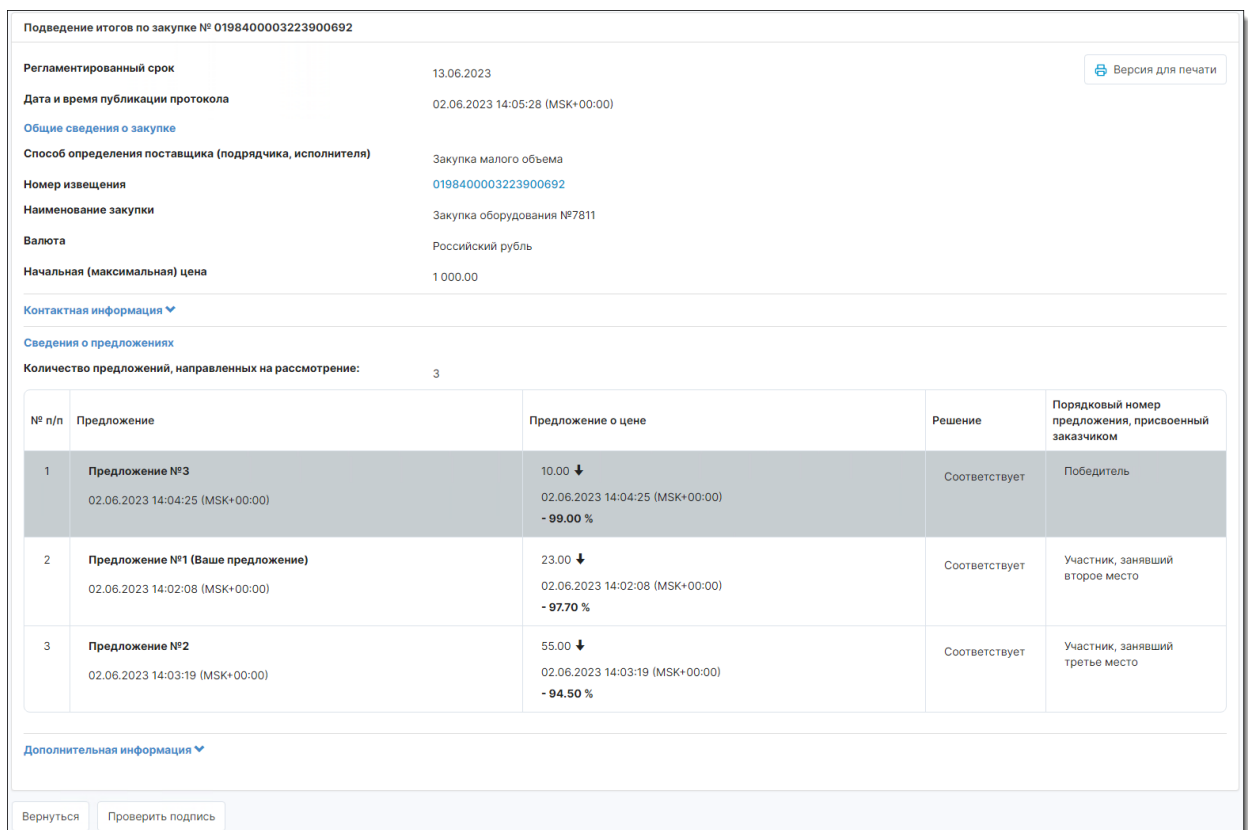 Подведение итогов по закупке № 0198400003223900692
Регламентированный срок
13.06.2023
Версия для печати
Дата и время публикации протокола
02.06.2023 14:05:28 (MSK+00:00)
Общие сведения о закупке
Способ определения поставщика (подрядчика, исполнителя)
Закупка малого объема
Номер извещения
0198400003223900692
Наименование закупки
Закупка оборудования №7811
Валюта
Российский рубль
Начальная (максимальная) цена
1 000.00
Контактная информация
Сведения о предложениях
Количество предложений, направленных на рассмотрение:
3
№ п/п
Предложение
Предложение о цене
Решение
Порядковый номер
предложения, присвоенный
заказчиком
1
Предложение №3
02.06.2023 14:04:25 (MSK+00:00)
10.00
02.06.2023 14:04:25 (MSK+00:00)
- 99.00 %
Соответствует
Победитель
2
Предложение №1 (Ваше предложение)
02.06.2023 14:02:08 (MSK+00:00)
23.00
02.06.2023 14:02:08 (MSK+00:00)
- 97.70 %
Соответствует
Участник, занявший
второе место
3
Предложение №2
02.06.2023 14:03:19 (MSK+00:00)
55.00
02.06.2023 14:03:19 (MSK+00:00)
- 94.50 %
Соответствует
Участник, занявший
третье место
Дополнительная информация
Вернуться
Проверить подпись